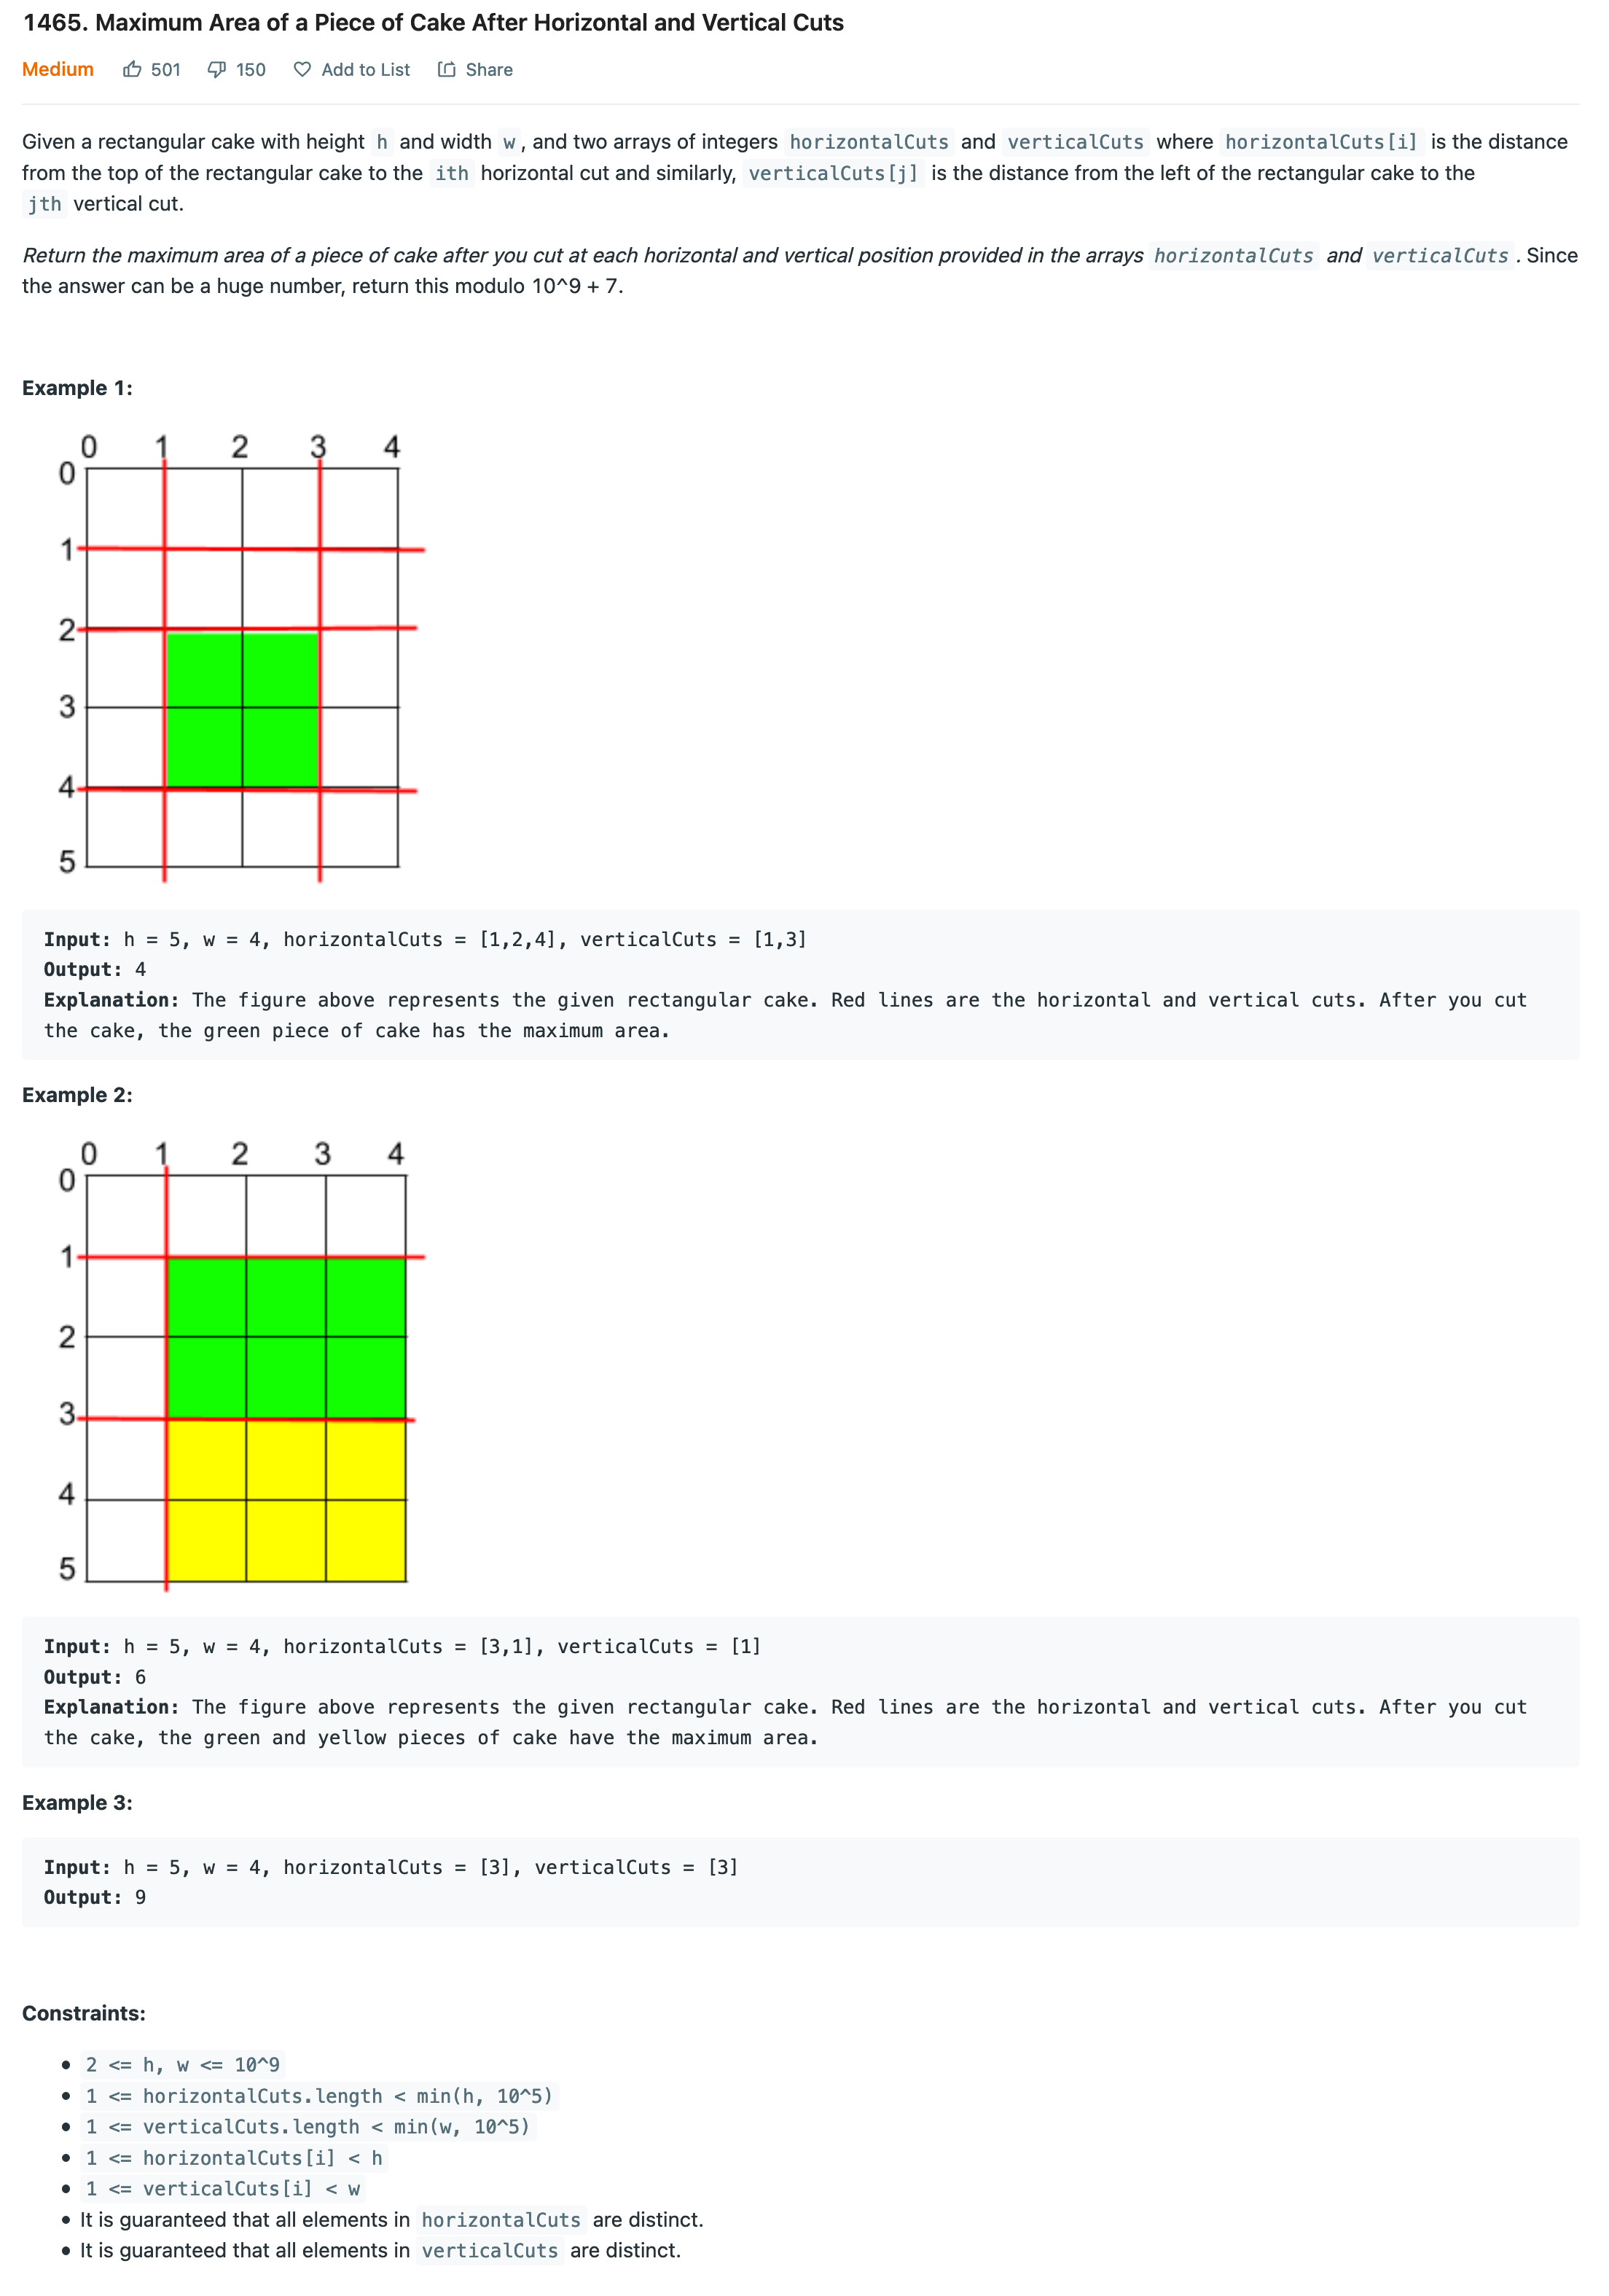 1465. Maximum Area of a Piece of Cake After Horizontal and Vertical Cuts
Medium 501 150 Add to List Share
Given a rectangular cake with height h and width w, and two arrays of integers horizontalCuts and verticalCuts where horizontalCuts[i] is the distance
from the top of the rectangular cake to the ith horizontal cut and similarly, verticalCuts[j] is the distance from the left of the rectangular cake to the
jth vertical cut.
Return the maximum area of a piece of cake after you cut at each horizontal and vertical position provided in the arrays horizontalCuts and verticalCuts. Since
the answer can be a huge number, return this modulo 10^9 + 7.
Example 1:
0 1 2 3 4
0
1
2
3
4
5
Input: h = 5, w = 4, horizontalCuts = [1,2,4], verticalCuts = [1,3]
Output: 4
Explanation: The figure above represents the given rectangular cake. Red lines are the horizontal and vertical cuts. After you cut
the cake, the green piece of cake has the maximum area.
Example 2:
0 1 2 3 4
0
1
2
3
4
5
Input: h = 5, w = 4, horizontalCuts = [3,1], verticalCuts = [1]
Output: 6
Explanation: The figure above represents the given rectangular cake. Red lines are the horizontal and vertical cuts. After you cut
the cake, the green and yellow pieces of cake have the maximum area.
Example 3:
Input: h = 5, w = 4, horizontalCuts = [3], verticalCuts = [3]
Output: 9
Constraints:
• 2 <= h, w <= 10^9
• 1 <= horizontalCuts.length < min(h, 10^5)
• 1 <= verticalCuts.length < min(w, 10^5)
• 1 <= horizontalCuts[i] < h
• 1 <= verticalCuts[i] < w
• It is guaranteed that all elements in horizontalCuts are distinct.
• It is guaranteed that all elements in verticalCuts are distinct.